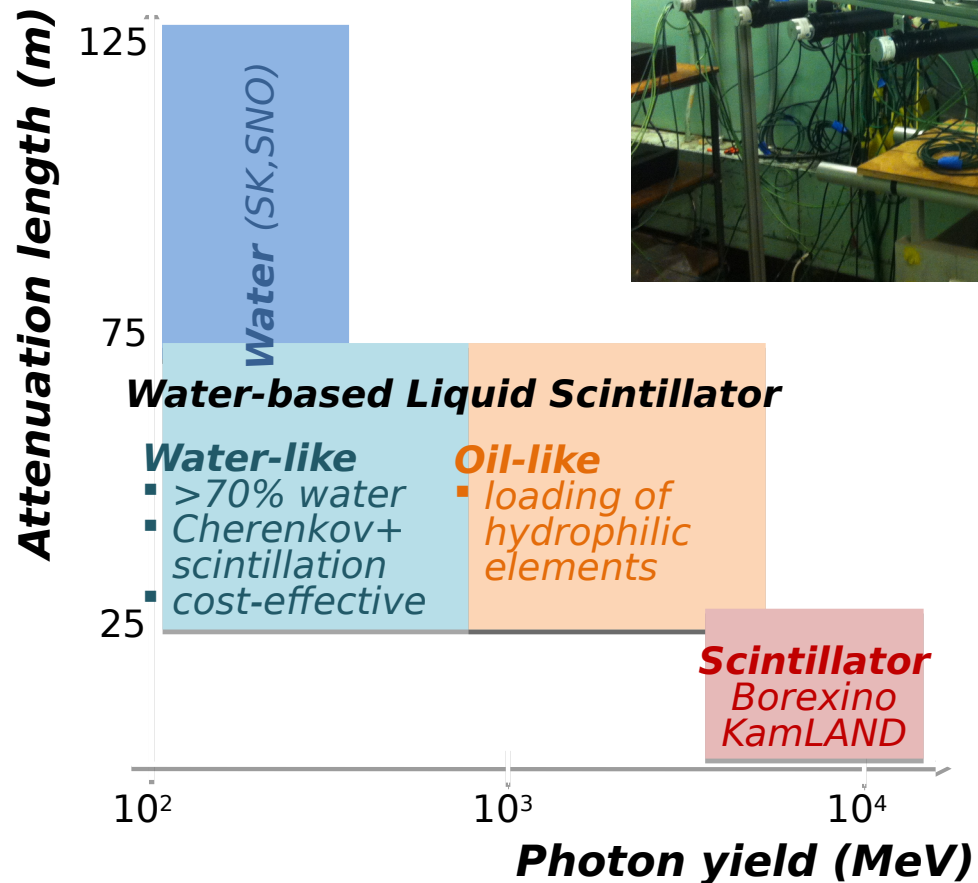 Attenuation length (m)
125
75
25
Water (SK,SNO)
Water-based Liquid Scintillator
Water-like
▪ >70% water
▪ Cherenkov+
scintillation
▪ cost-effective
Oil-like
▪ loading of
hydrophilic
elements
Scintillator
Borexino
KamLAND
10²
10³
10⁴
Photon yield (MeV)